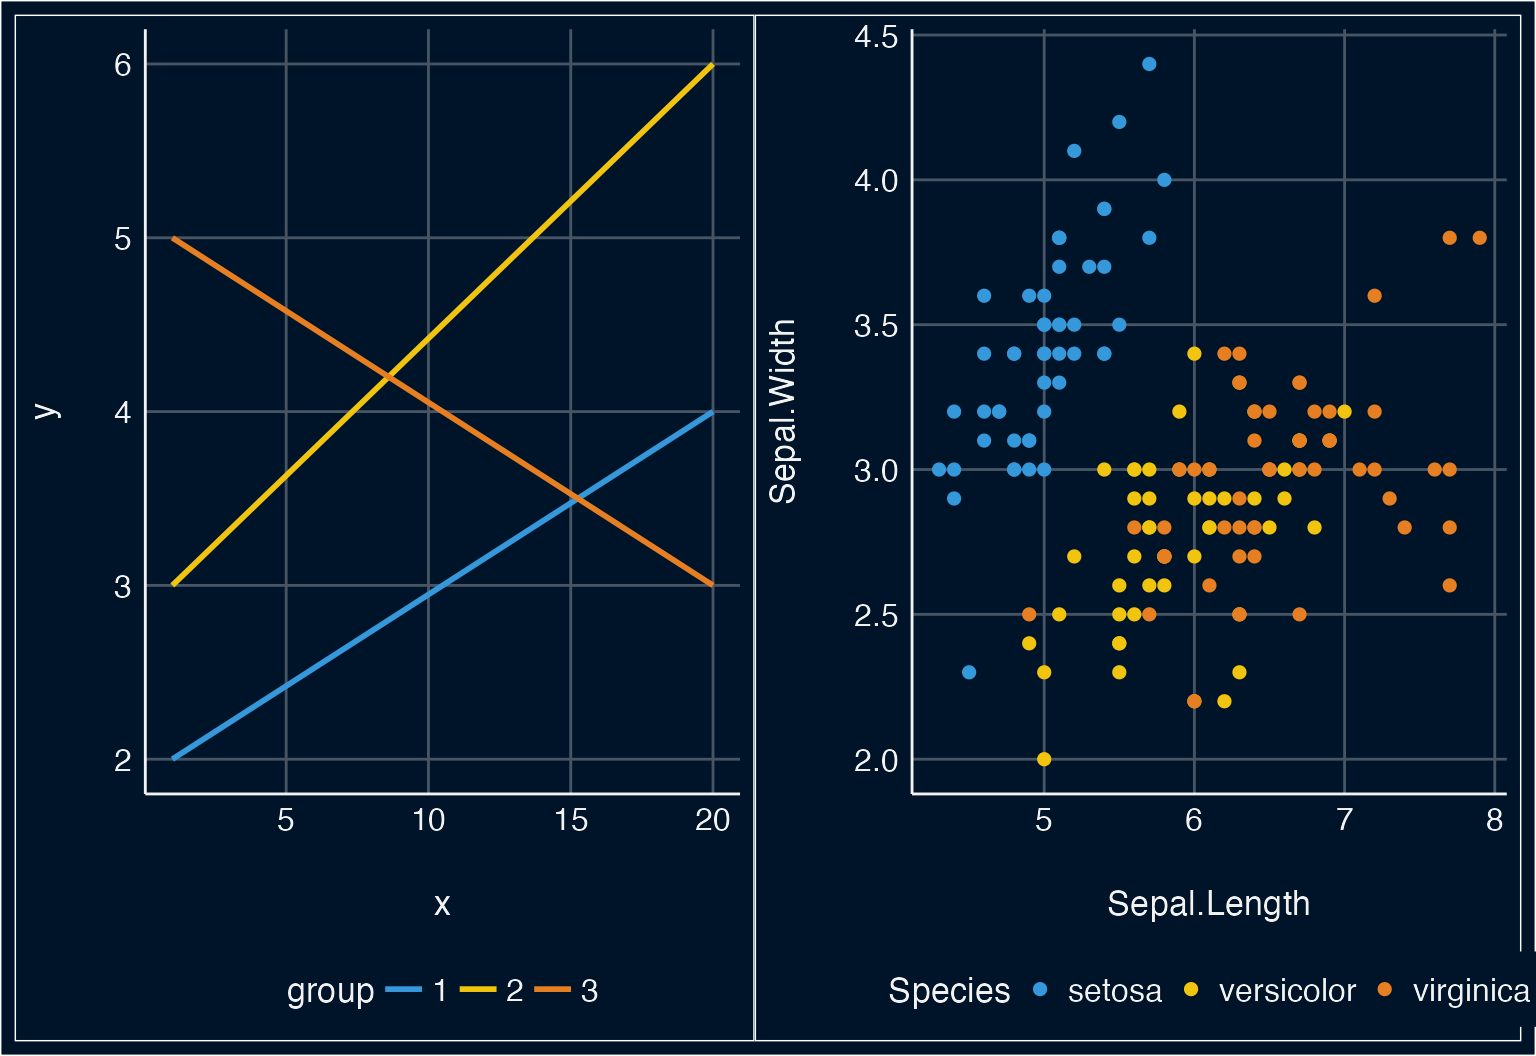 6
5
4
3
2
y
5 10 15 20
x
group 1 2 3
4.5
4.0
3.5
3.0
2.5
2.0
Sepal.Width
5 6 7 8
Sepal.Length
Species setosa versicolor virginica